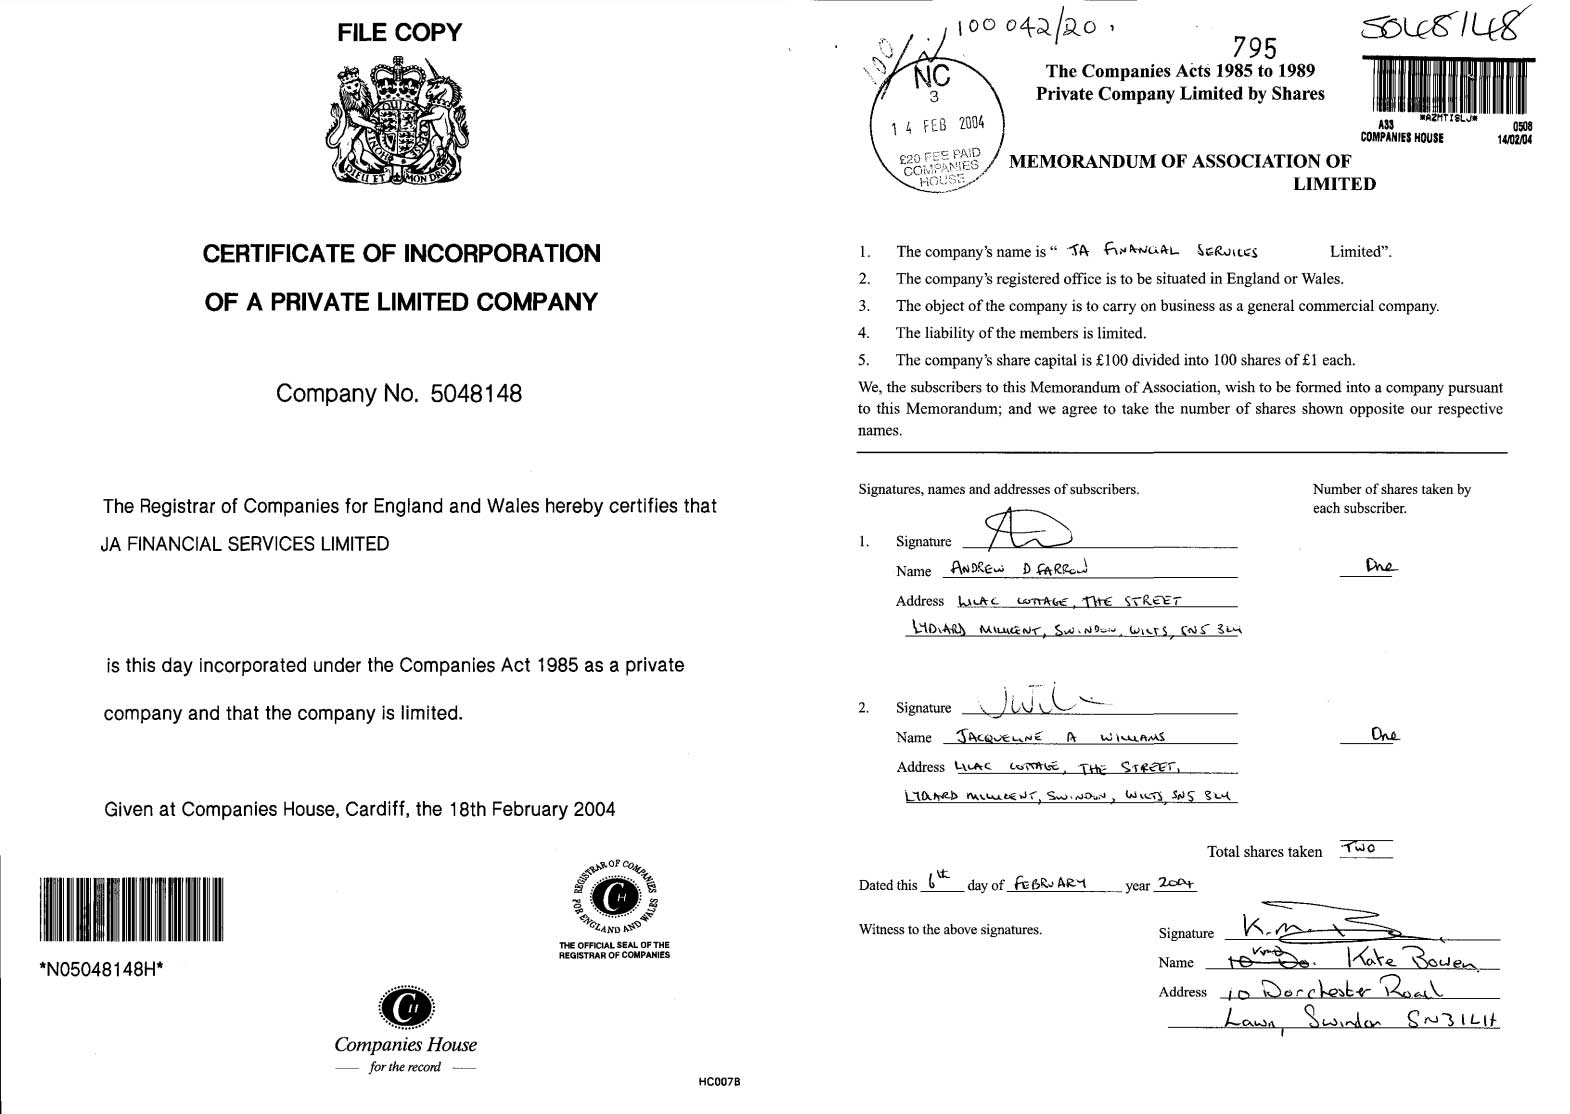 FILE COPY
DIEU ET MON DROIT
CERTIFICATE OF INCORPORATION
OF A PRIVATE LIMITED COMPANY
Company No. 5048148
The Registrar of Companies for England and Wales hereby certifies that
JA FINANCIAL SERVICES LIMITED
is this day incorporated under the Companies Act 1985 as a private
company and that the company is limited.
Given at Companies House, Cardiff, the 18th February 2004
*N05048148H*
REGISTRAR OF COMPANIES
FOR ENGLAND AND WALES
THE OFFICIAL SEAL OF THE
REGISTRAR OF COMPANIES
Companies House
for the record
HC007B
100 042/20
795
5048148
NC
3
14 FEB 2004
£20 FEE PAID
COMPANIES
HOUSE
The Companies Acts 1985 to 1989
Private Company Limited by Shares
*AZMTISLJ*
A33 0508
COMPANIES HOUSE 14/02/04
MEMORANDUM OF ASSOCIATION OF
LIMITED
1. The company's name is “ JA FINANCIAL SERVICES Limited”.
2. The company's registered office is to be situated in England or Wales.
3. The object of the company is to carry on business as a general commercial company.
4. The liability of the members is limited.
5. The company's share capital is £100 divided into 100 shares of £1 each.
We, the subscribers to this Memorandum of Association, wish to be formed into a company pursuant
to this Memorandum; and we agree to take the number of shares shown opposite our respective
names.
Signatures, names and addresses of subscribers. Number of shares taken by
each subscriber.
1. Signature
Name ANDREW D FARROW One
Address LILAC COTTAGE, THE STREET
LYDIARD MILLICENT, SWINDON, WILTS, SN5 3LY
2. Signature
Name JACQUELINE A WILLIAMS One
Address LILAC COTTAGE, THE STREET,
LYDIARD MILLICENT, SWINDON, WILTS SN5 3LY
Total shares taken TWO
Dated this 6th day of FEBRUARY year 2004
Witness to the above signatures. Signature
Name Kate Bowen
Address 10 Dorchester Road
Lawn, Swindon SN3 1LH